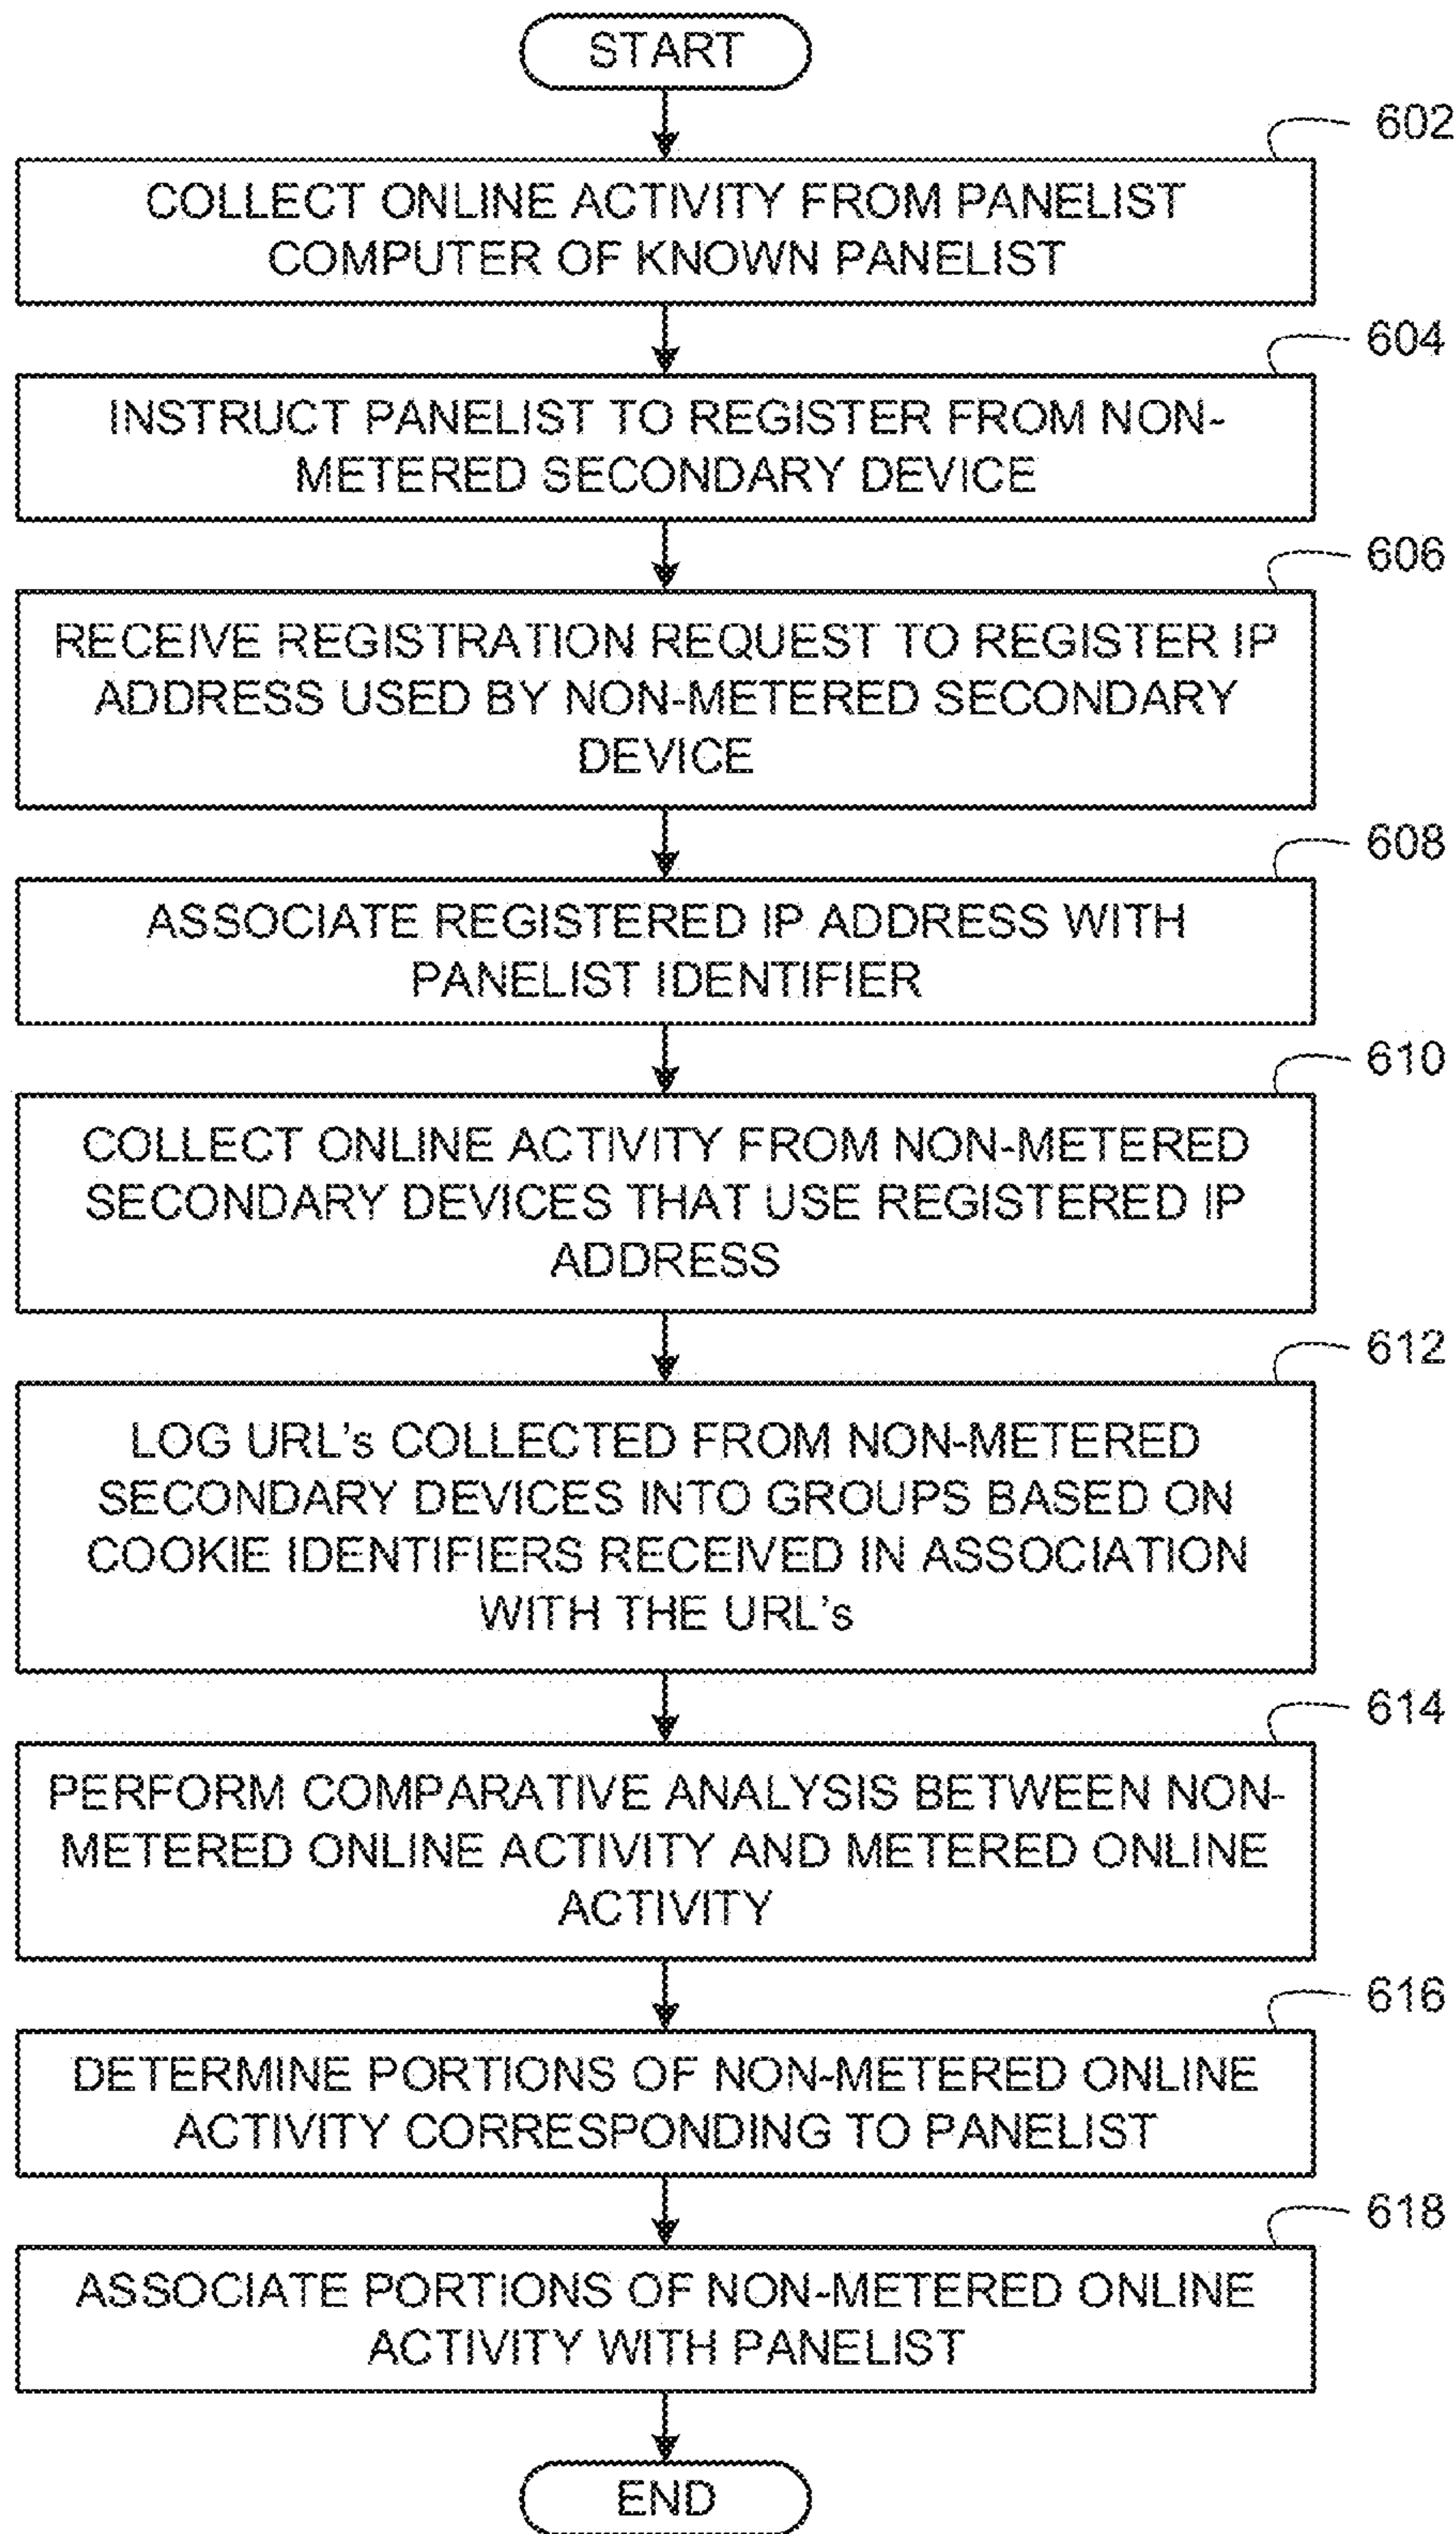 START
602
COLLECT ONLINE ACTIVITY FROM PANELIST
COMPUTER OF KNOWN PANELIST
604
INSTRUCT PANELIST TO REGISTER FROM NON-
METERED SECONDARY DEVICE
606
RECEIVE REGISTRATION REQUEST TO REGISTER IP
ADDRESS USED BY NON-METERED SECONDARY
DEVICE
608
ASSOCIATE REGISTERED IP ADDRESS WITH
PANELIST IDENTIFIER
610
COLLECT ONLINE ACTIVITY FROM NON-METERED
SECONDARY DEVICES THAT USE REGISTERED IP
ADDRESS
612
LOG URL's COLLECTED FROM NON-METERED
SECONDARY DEVICES INTO GROUPS BASED ON
COOKIE IDENTIFIERS RECEIVED IN ASSOCIATION
WITH THE URL's
614
PERFORM COMPARATIVE ANALYSIS BETWEEN NON-
METERED ONLINE ACTIVITY AND METERED ONLINE
ACTIVITY
616
DETERMINE PORTIONS OF NON-METERED ONLINE
ACTIVITY CORRESPONDING TO PANELIST
618
ASSOCIATE PORTIONS OF NON-METERED ONLINE
ACTIVITY WITH PANELIST
END